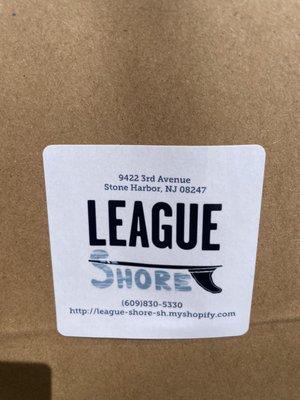 9422 3rd Avenue
Stone Harbor, NJ 08247
LEAGUE
SHORE
(609)830-5330
http://league-shore-sh.myshopify.com